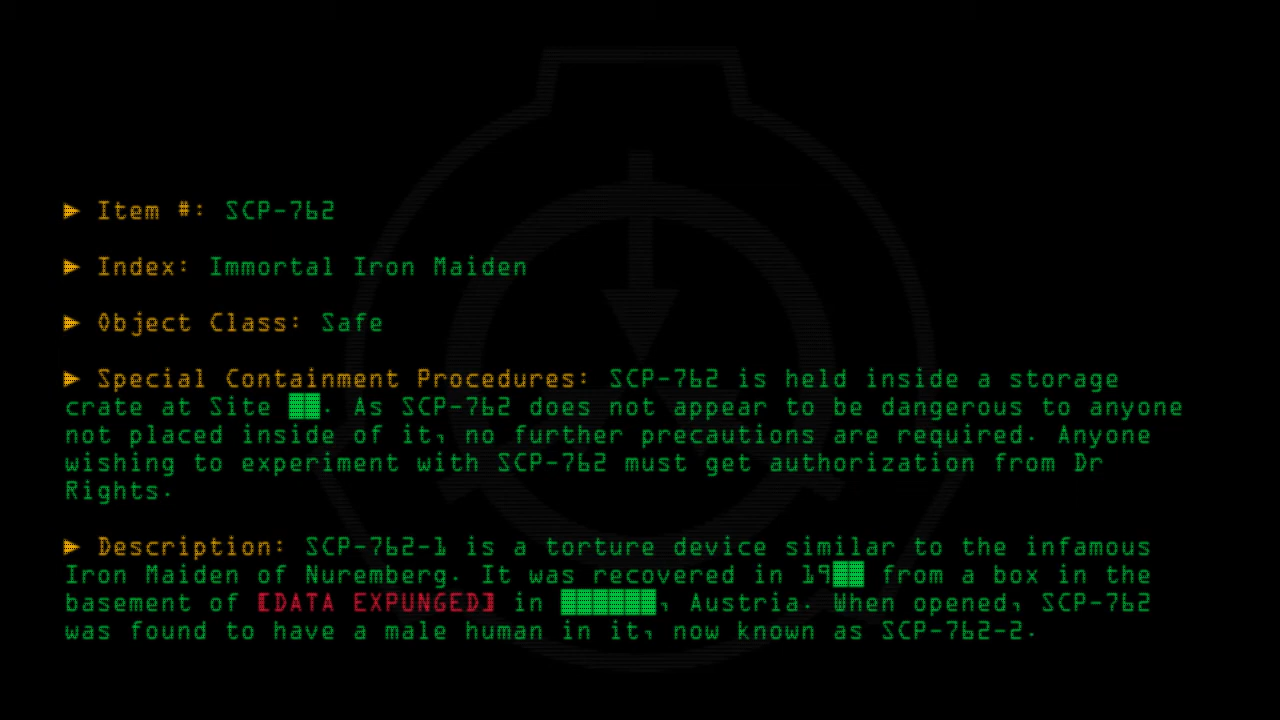 ► Item #: SCP-762
► Index: Immortal Iron Maiden
► Object Class: Safe
► Special Containment Procedures: SCP-762 is held inside a storage
crate at Site ▓▓. As SCP-762 does not appear to be dangerous to anyone
not placed inside of it, no further precautions are required. Anyone
wishing to experiment with SCP-762 must get authorization from Dr
Rights.
► Description: SCP-762-1 is a torture device similar to the infamous
Iron Maiden of Nuremberg. It was recovered in 19▓▓ from a box in the
basement of [DATA EXPUNGED] in ▓▓▓▓▓▓, Austria. When opened, SCP-762
was found to have a male human in it, now known as SCP-762-2.